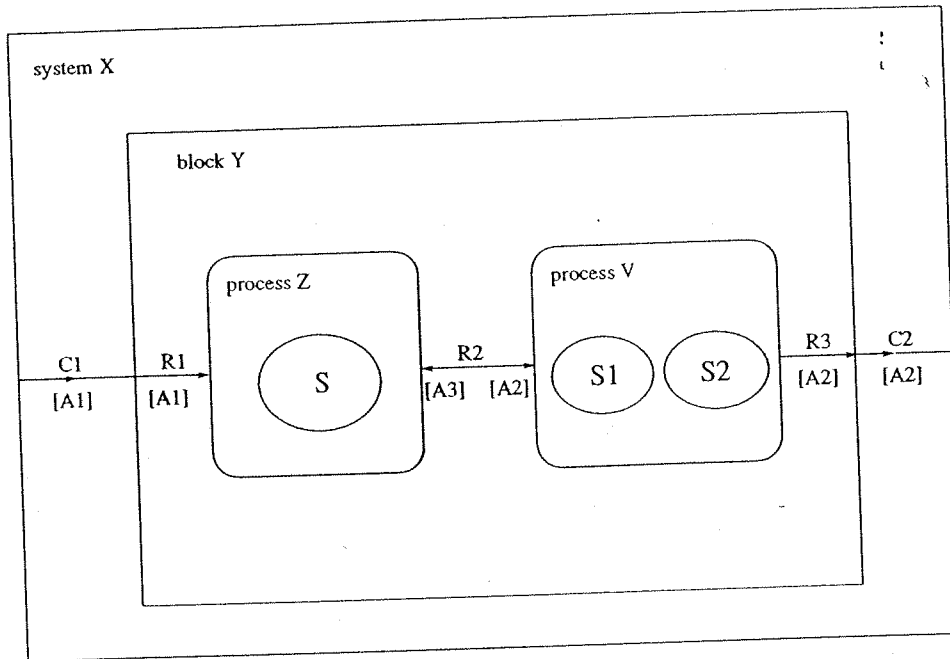 system X
block Y
process Z
process V
C1
R1
R2
R3
C2
S
S1
S2
[A1]
[A1]
[A3]
[A2]
[A2]
[A2]